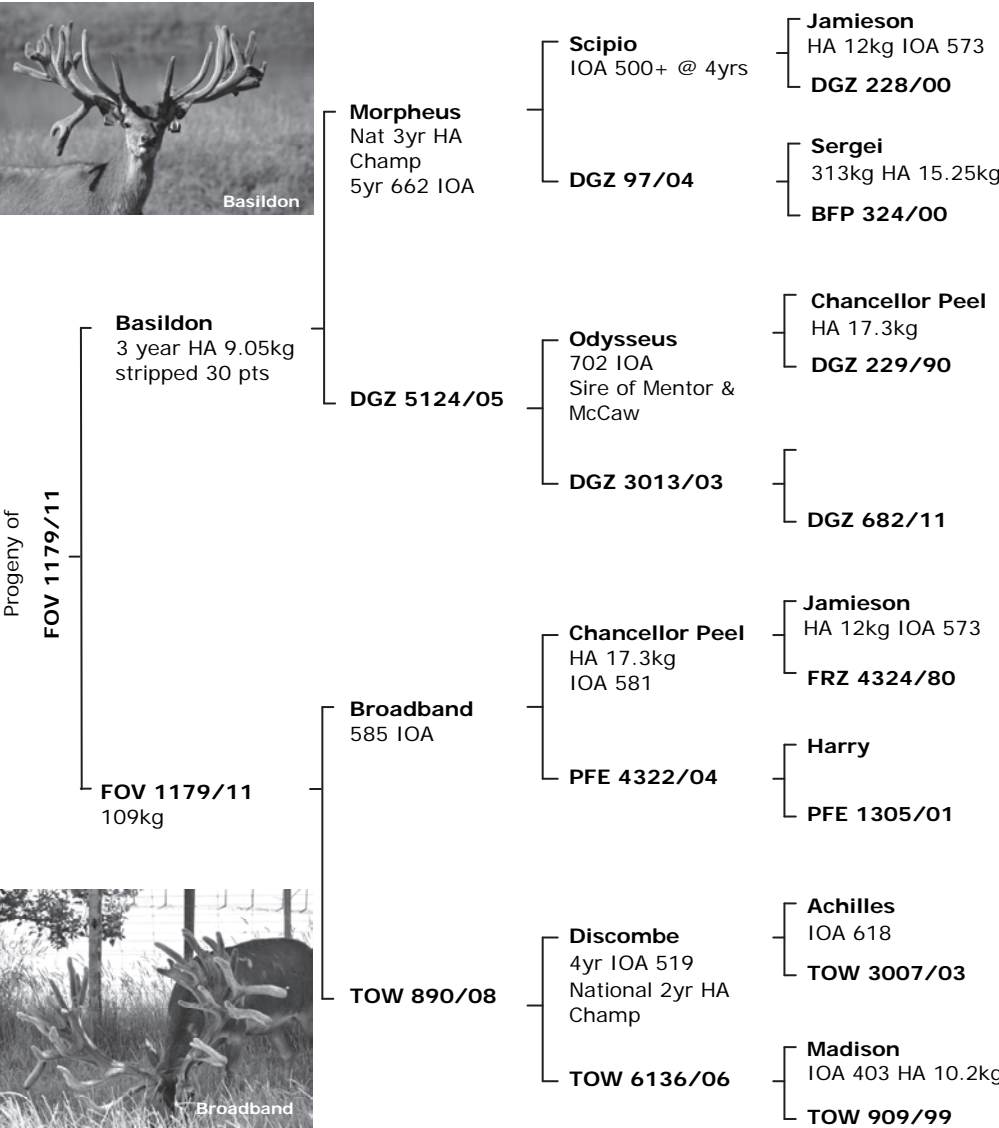 Basildon
Progeny of
FOV 1179/11
Basildon
3 year HA 9.05kg
stripped 30 pts
Morpheus
Nat 3yr HA
Champ
5yr 662 IOA
Scipio
IOA 500+ @ 4yrs
Jamieson
HA 12kg IOA 573
DGZ 228/00
DGZ 97/04
Sergei
313kg HA 15.25kg
BFP 324/00
DGZ 5124/05
Odysseus
702 IOA
Sire of Mentor &
McCaw
Chancellor Peel
HA 17.3kg
DGZ 229/90
DGZ 3013/03
DGZ 682/11
FOV 1179/11
109kg
Broadband
585 IOA
Chancellor Peel
HA 17.3kg
IOA 581
Jamieson
HA 12kg IOA 573
FRZ 4324/80
PFE 4322/04
Harry
PFE 1305/01
TOW 890/08
Discombe
4yr IOA 519
National 2yr HA
Champ
Achilles
IOA 618
TOW 3007/03
TOW 6136/06
Madison
IOA 403 HA 10.2kg
TOW 909/99
Broadband